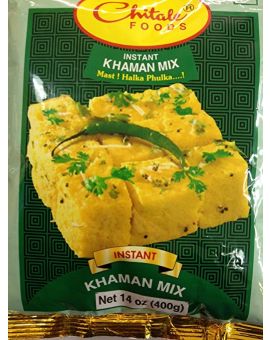 Chitale®
FOODS
INSTANT
KHAMAN MIX
Mast ! Halka Phulka....!
INSTANT
KHAMAN MIX
Net 14 oz (400g)